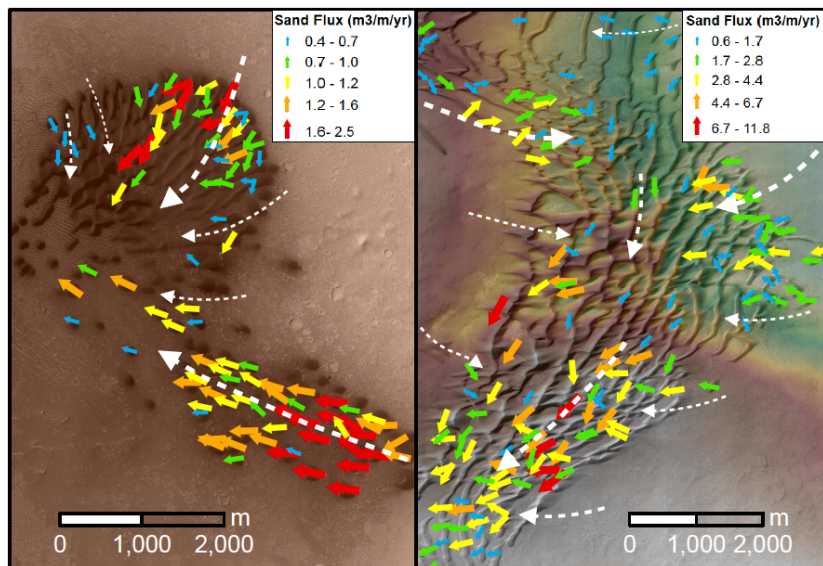 Sand Flux (m3/m/yr)
0.4 - 0.7
0.7 - 1.0
1.0 - 1.2
1.2 - 1.6
1.6- 2.5
m
0 1,000 2,000
Sand Flux (m3/m/yr)
0.6 - 1.7
1.7 - 2.8
2.8 - 4.4
4.4 - 6.7
6.7 - 11.8
m
0 1,000 2,000